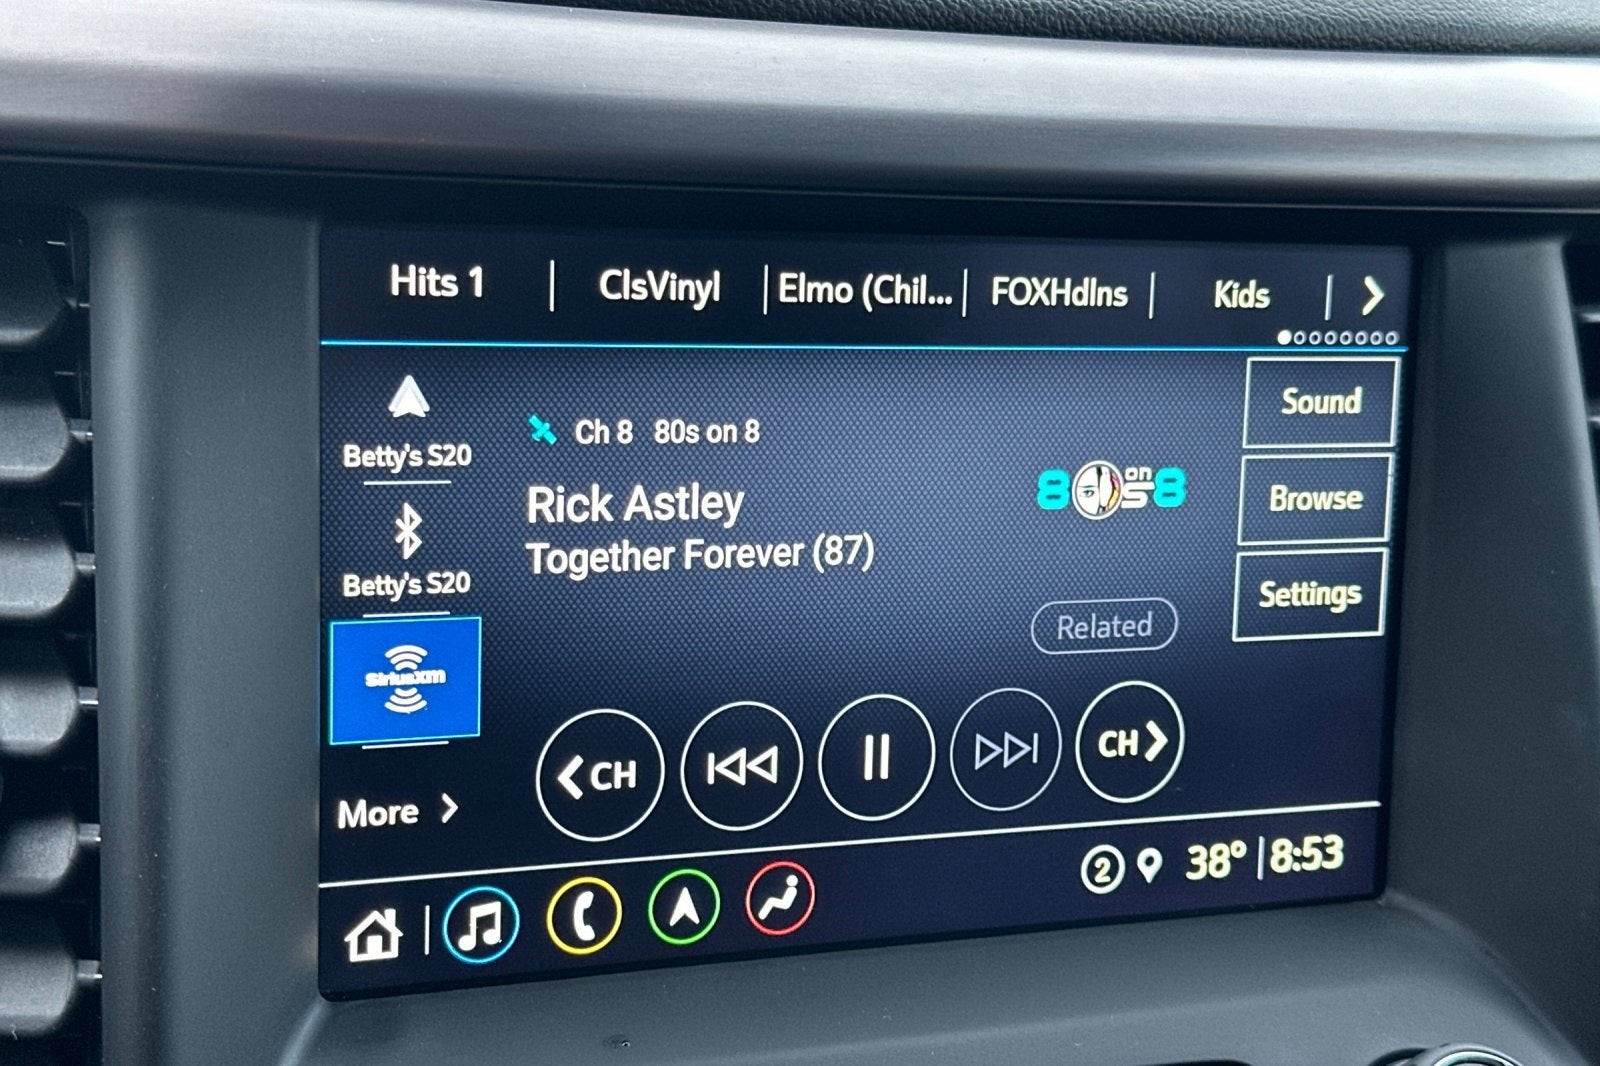 Hits 1 ClsVinyl Elmo (Chil... FOXHdlns Kids
Betty's S20
Betty's S20
SiriusXm
More
Ch 8 80s on 8
Rick Astley
Together Forever (87)
80s on 8
Related
Sound
Browse
Settings
CH
CH
2 38° 8:53